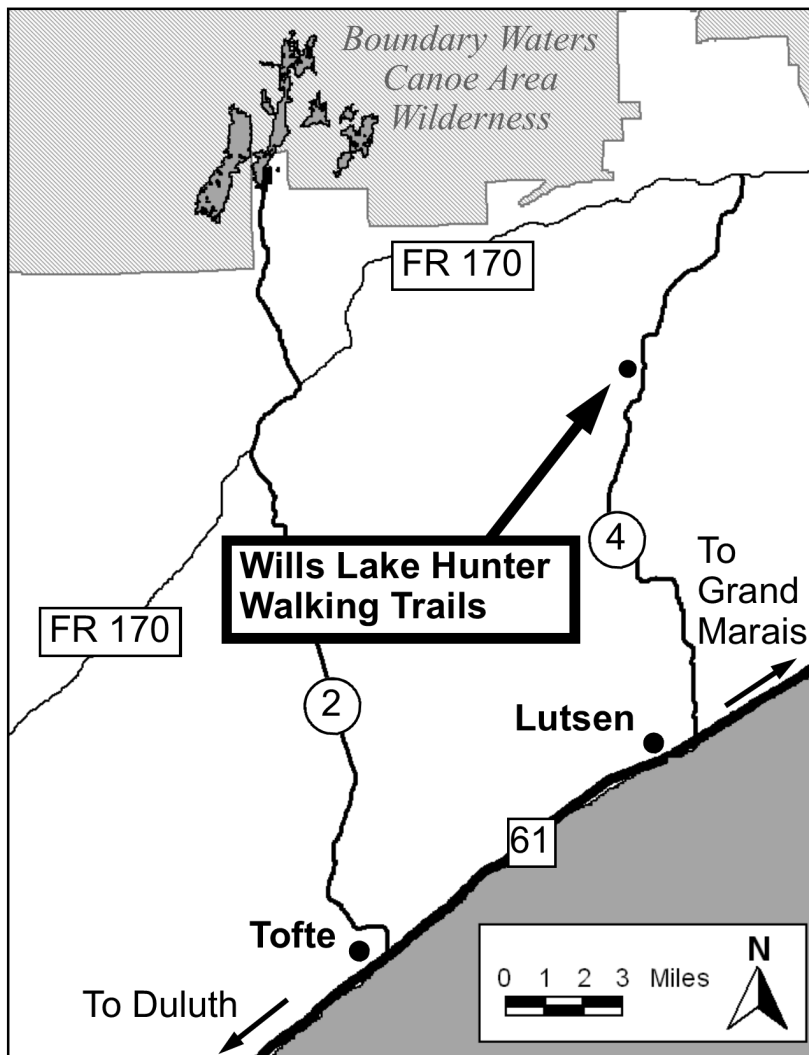 Boundary Waters
Canoe Area
Wilderness
FR 170
4
To
Grand
Marais
Wills Lake Hunter
Walking Trails
FR 170
2
Lutsen
61
Tofte
To Duluth
N
0 1 2 3 Miles